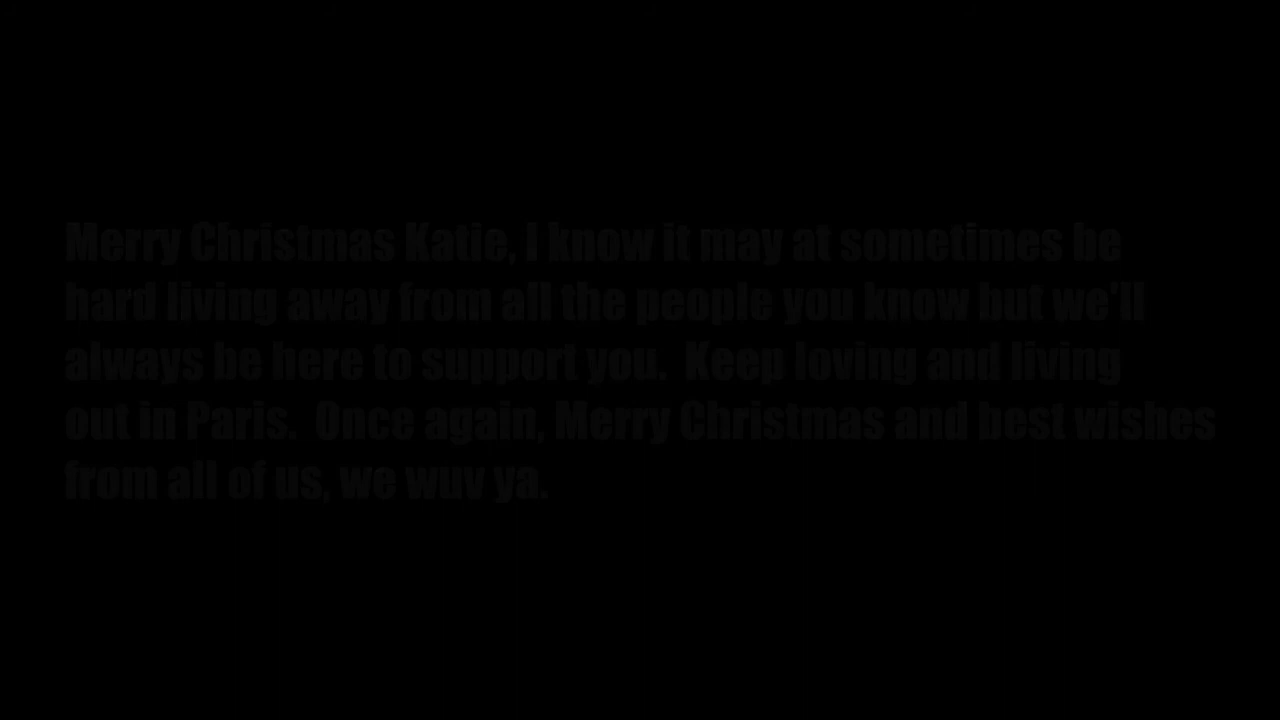 Merry Christmas Katie, I know it may at sometimes be
hard living away from all the people you know but we'll
always be here to support you.  Keep loving and living
out in Paris.  Once again, Merry Christmas and best wishes
from all of us, we wuv ya.